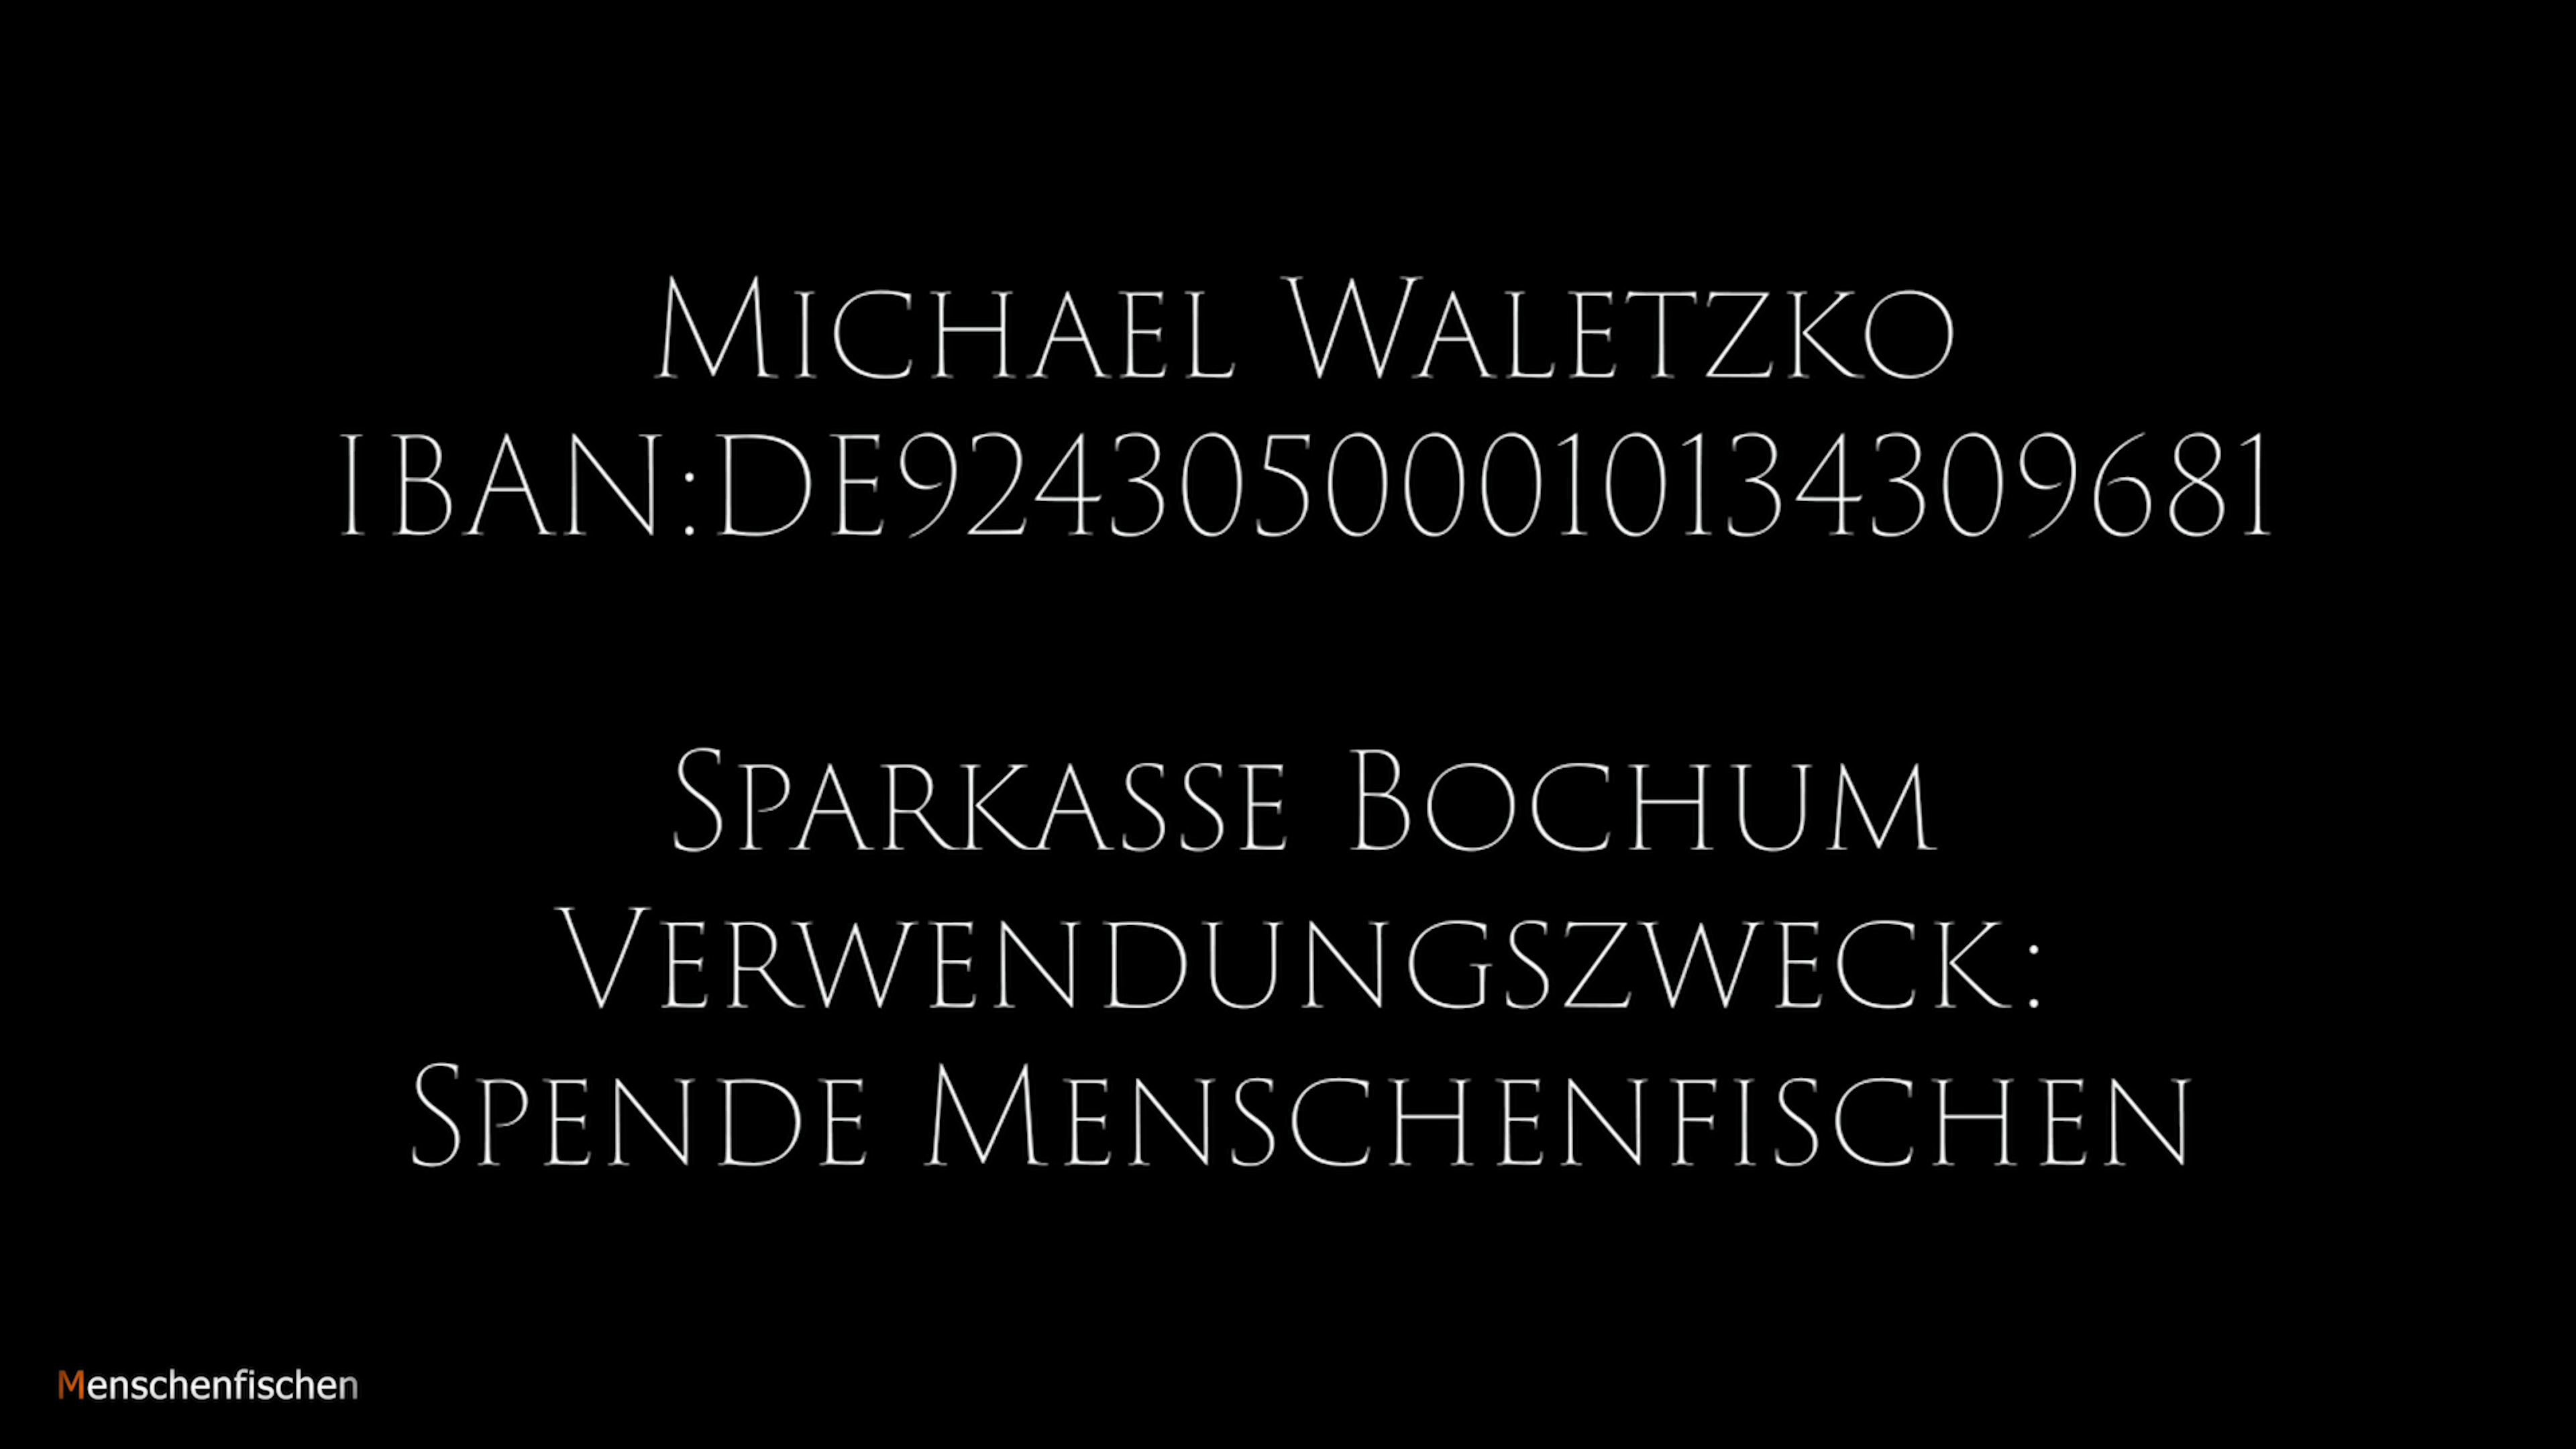 Michael Waletzko
IBAN:DE92430500010134309681
Sparkasse Bochum
Verwendungszweck:
Spende Menschenfischen
Menschenfischen